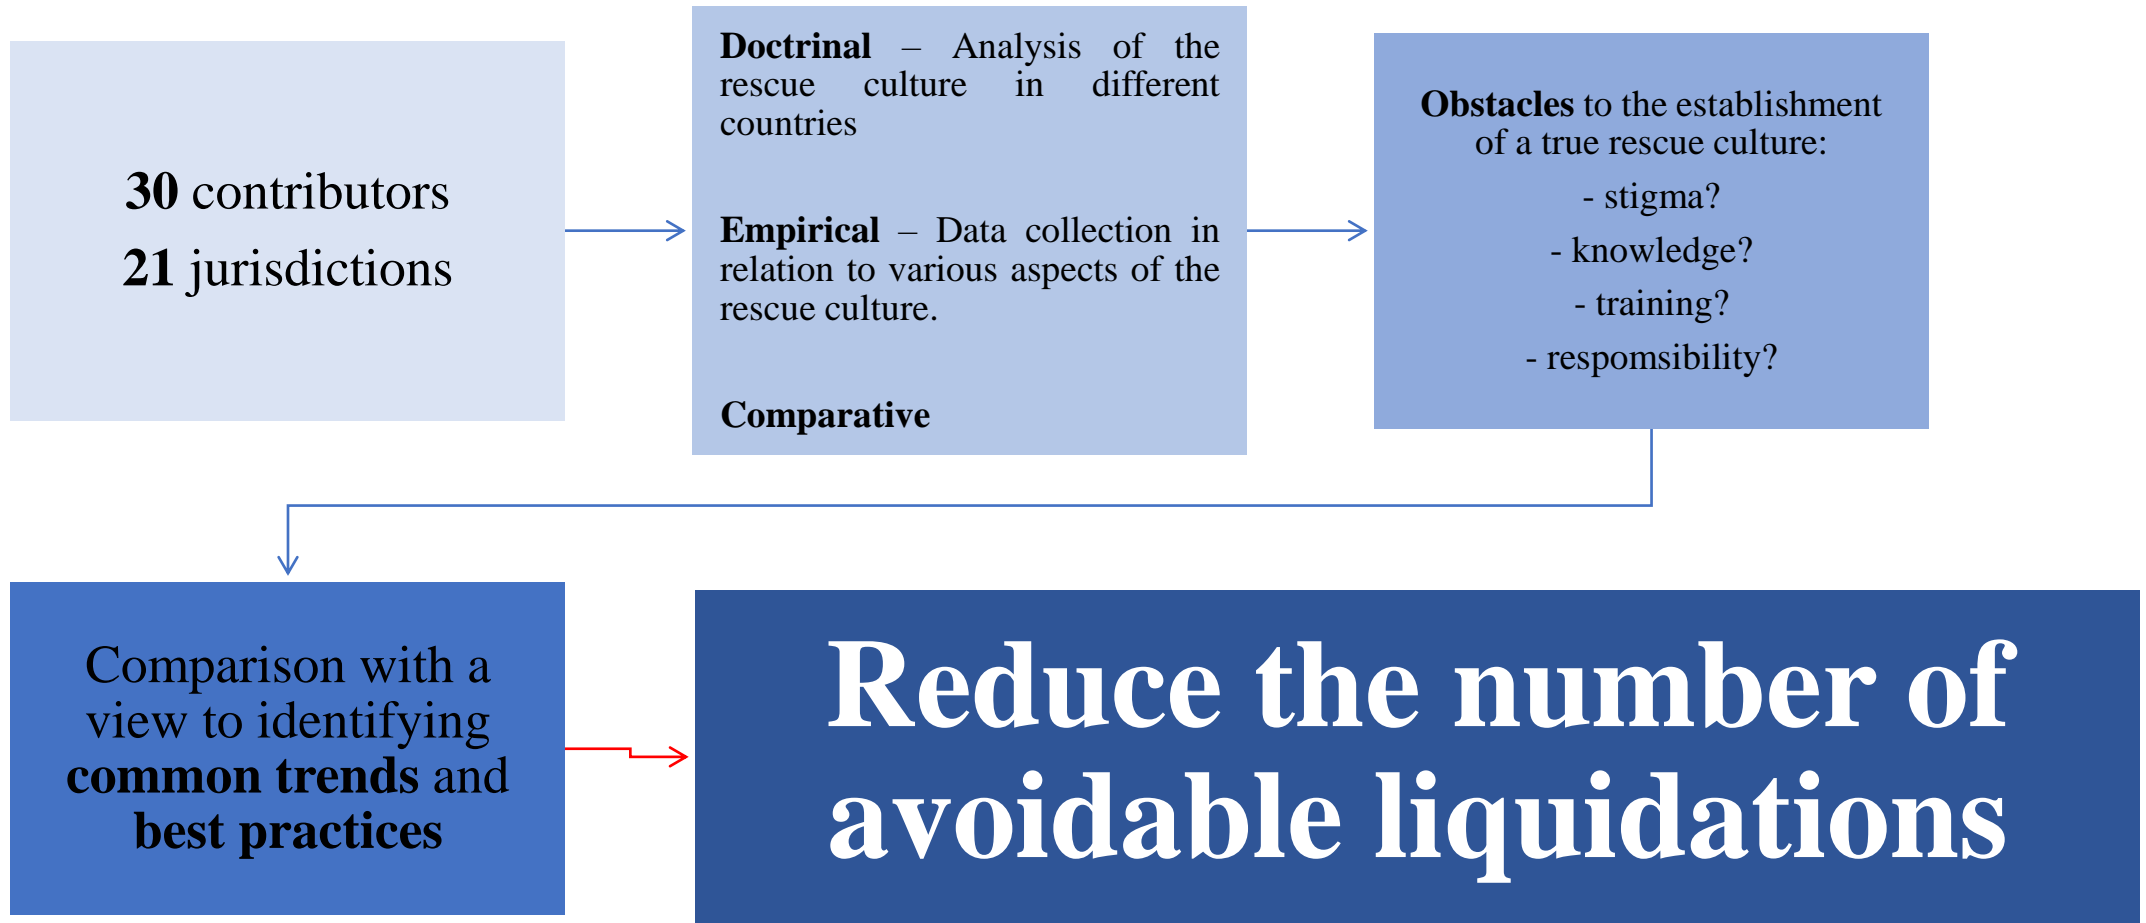 30 contributors
21 jurisdictions
Doctrinal – Analysis of the
rescue culture in different
countries
Empirical – Data collection in
relation to various aspects of the
rescue culture.
Comparative
Obstacles to the establishment
of a true rescue culture:
- stigma?
- knowledge?
- training?
- respomsibility?
Comparison with a
view to identifying
common trends and
best practices
Reduce the number of
avoidable liquidations